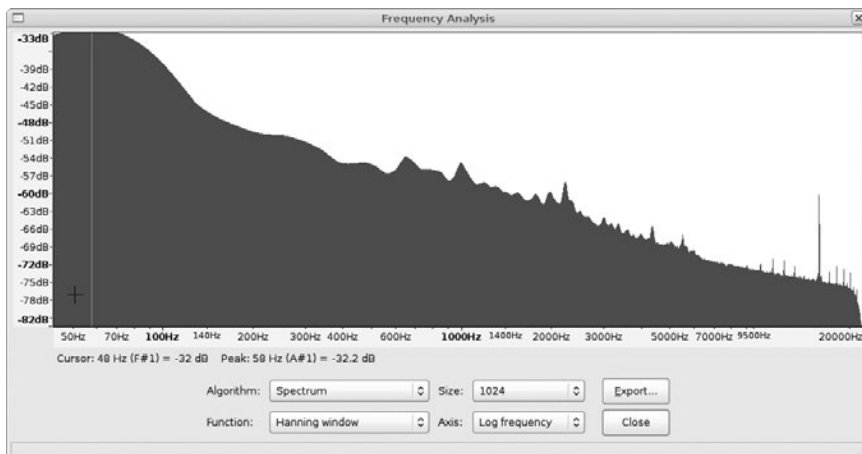 Frequency Analysis
-33dB
-39dB
-42dB
-45dB
-48dB
-51dB
-54dB
-57dB
-60dB
-63dB
-66dB
-69dB
-72dB
-75dB
-78dB
-82dB
50Hz 70Hz 100Hz 140Hz 200Hz 300Hz 400Hz 600Hz 1000Hz 1400Hz 2000Hz 3000Hz 5000Hz 7000Hz 9500Hz 20000Hz
Cursor: 48 Hz (F#1) = -32 dB Peak: 58 Hz (A#1) = -32.2 dB
Algorithm: Spectrum Size: 1024 Export...
Function: Hanning window Axis: Log frequency Close